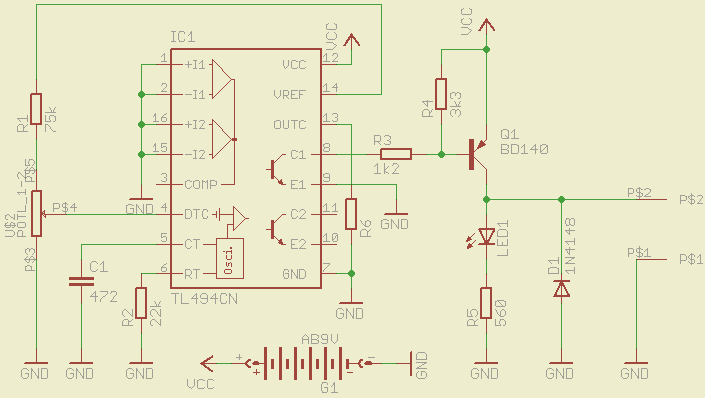 IC1
VCC
VCC
1 +I1
VCC 12
2 -I1
VREF 14
16 +I2
OUTC 13
15 -I2
C1 8
3 COMP
E1 9
4 DTC
C2 11
5 CT
E2 10
6 RT
GND 7
Osci.
TL494CN
R1
75k
P$5
U$2
POTL_1-2
P$4
P$3
GND
C1
472
R2
22k
R3
1k2
R4
3k3
Q1
BD140
GND
R6
GND
LED1
R5
560
D1
1N4148
P$2
P$2
P$1
P$1
GND
GND
GND
GND
GND
GND
VCC
AB9V
+
+
-
-
G1
GND